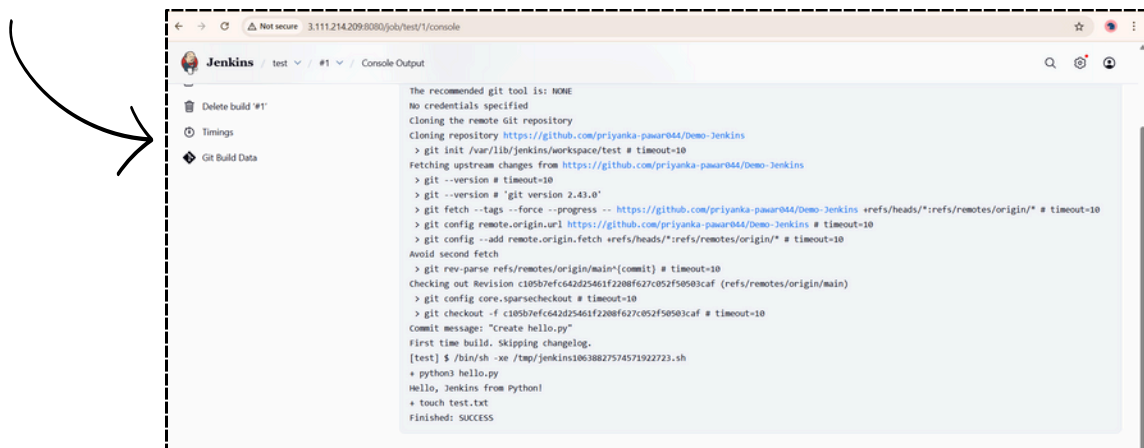 Not secure 3.111.214.209:8080/job/test/1/console
Jenkins / test / #1 / Console Output
The recommended git tool is: NONE
Delete build '#1'
No credentials specified
Cloning the remote Git repository
Timings
Cloning repository https://github.com/priyanka-pawar044/Demo-Jenkins
> git init /var/lib/jenkins/workspace/test # timeout=10
Git Build Data
Fetching upstream changes from https://github.com/priyanka-pawar044/Demo-Jenkins
> git --version # timeout=10
> git --version # 'git version 2.43.0'
> git fetch --tags --force --progress -- https://github.com/priyanka-pawar044/Demo-Jenkins +refs/heads/*:refs/remotes/origin/* # timeout=10
> git config remote.origin.url https://github.com/priyanka-pawar044/Demo-Jenkins # timeout=10
> git config --add remote.origin.fetch +refs/heads/*:refs/remotes/origin/* # timeout=10
Avoid second fetch
> git rev-parse refs/remotes/origin/main^{commit} # timeout=10
Checking out Revision c105b7efc642d25461f2208f627c052f50503caf (refs/remotes/origin/main)
> git config core.sparsecheckout # timeout=10
> git checkout -f c105b7efc642d25461f2208f627c052f50503caf # timeout=10
Commit message: "Create hello.py"
First time build. Skipping changelog.
[test] $ /bin/sh -xe /tmp/jenkins10638827574571922723.sh
+ python3 hello.py
Hello, Jenkins from Python!
+ touch test.txt
Finished: SUCCESS